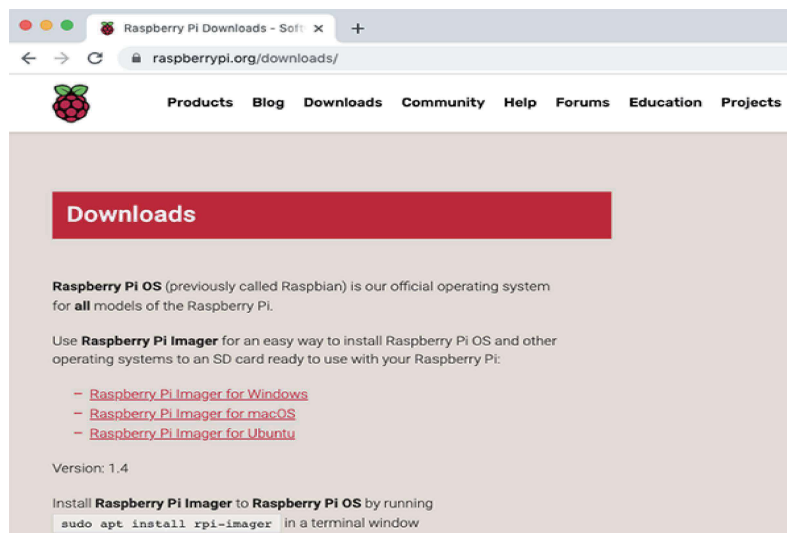 Raspberry Pi Downlo​ads - Soft
raspberrypi.org/downloads/
Products Blog Downloads Community Help Forums Education Projects
Downloads
Raspberry Pi OS (previously called Raspbian) is our official operating system
for all models of the Raspberry Pi.
Use Raspberry Pi Imager for an easy way to install Raspberry Pi OS and other
operating systems to an SD card ready to use with your Raspberry Pi:
– Raspberry Pi Imager for Windows
– Raspberry Pi Imager for macOS
– Raspberry Pi Imager for Ubuntu
Version: 1.4
Install Raspberry Pi Imager to Raspberry Pi OS by running
sudo apt install rpi-imager in a terminal window